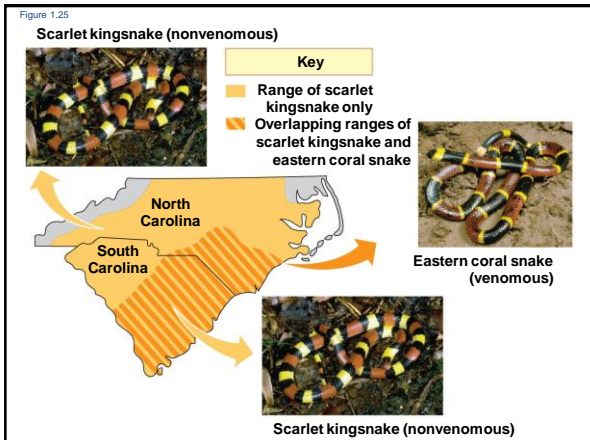 Figure 1.25
Scarlet kingsnake (nonvenomous)
Key
Range of scarlet
kingsnake only
Overlapping ranges of
scarlet kingsnake and
eastern coral snake
North
Carolina
South
Carolina
Eastern coral snake
(venomous)
Scarlet kingsnake (nonvenomous)